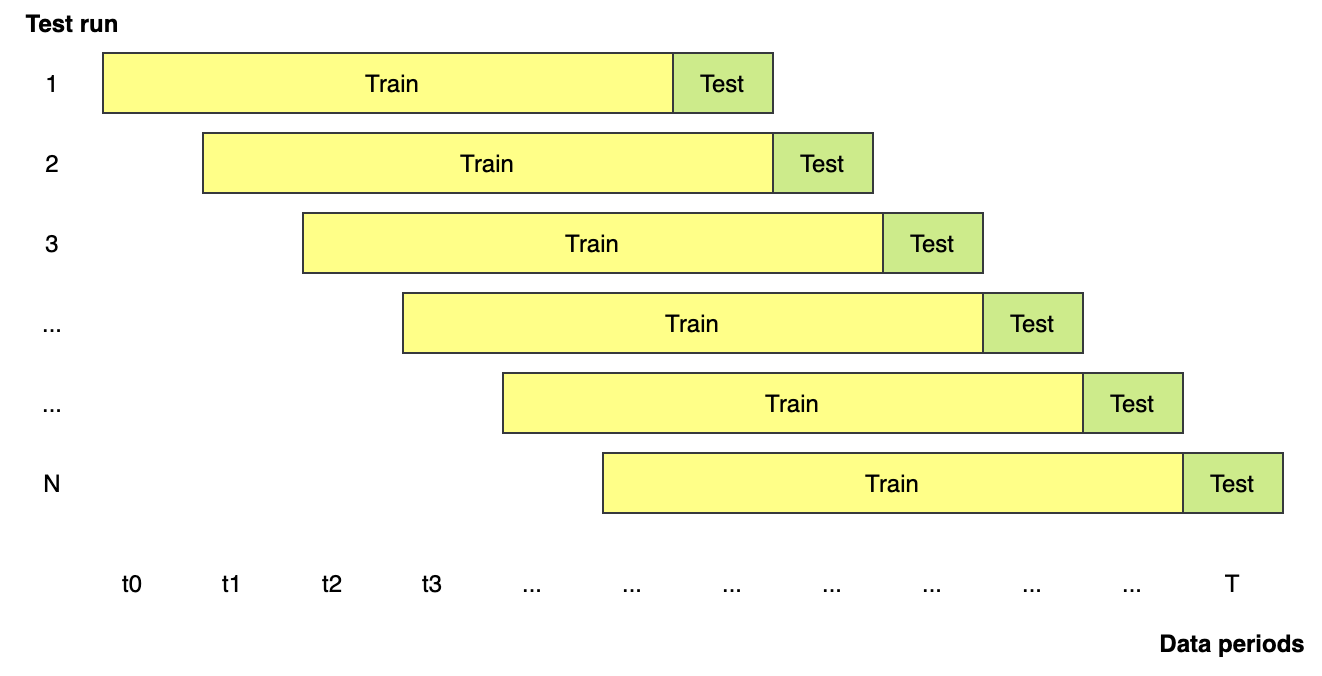 Test run
1 Train Test
2 Train Test
3 Train Test
... Train Test
... Train Test
N Train Test
t0 t1 t2 t3 ... ... ... ... ... ... ... T
Data periods